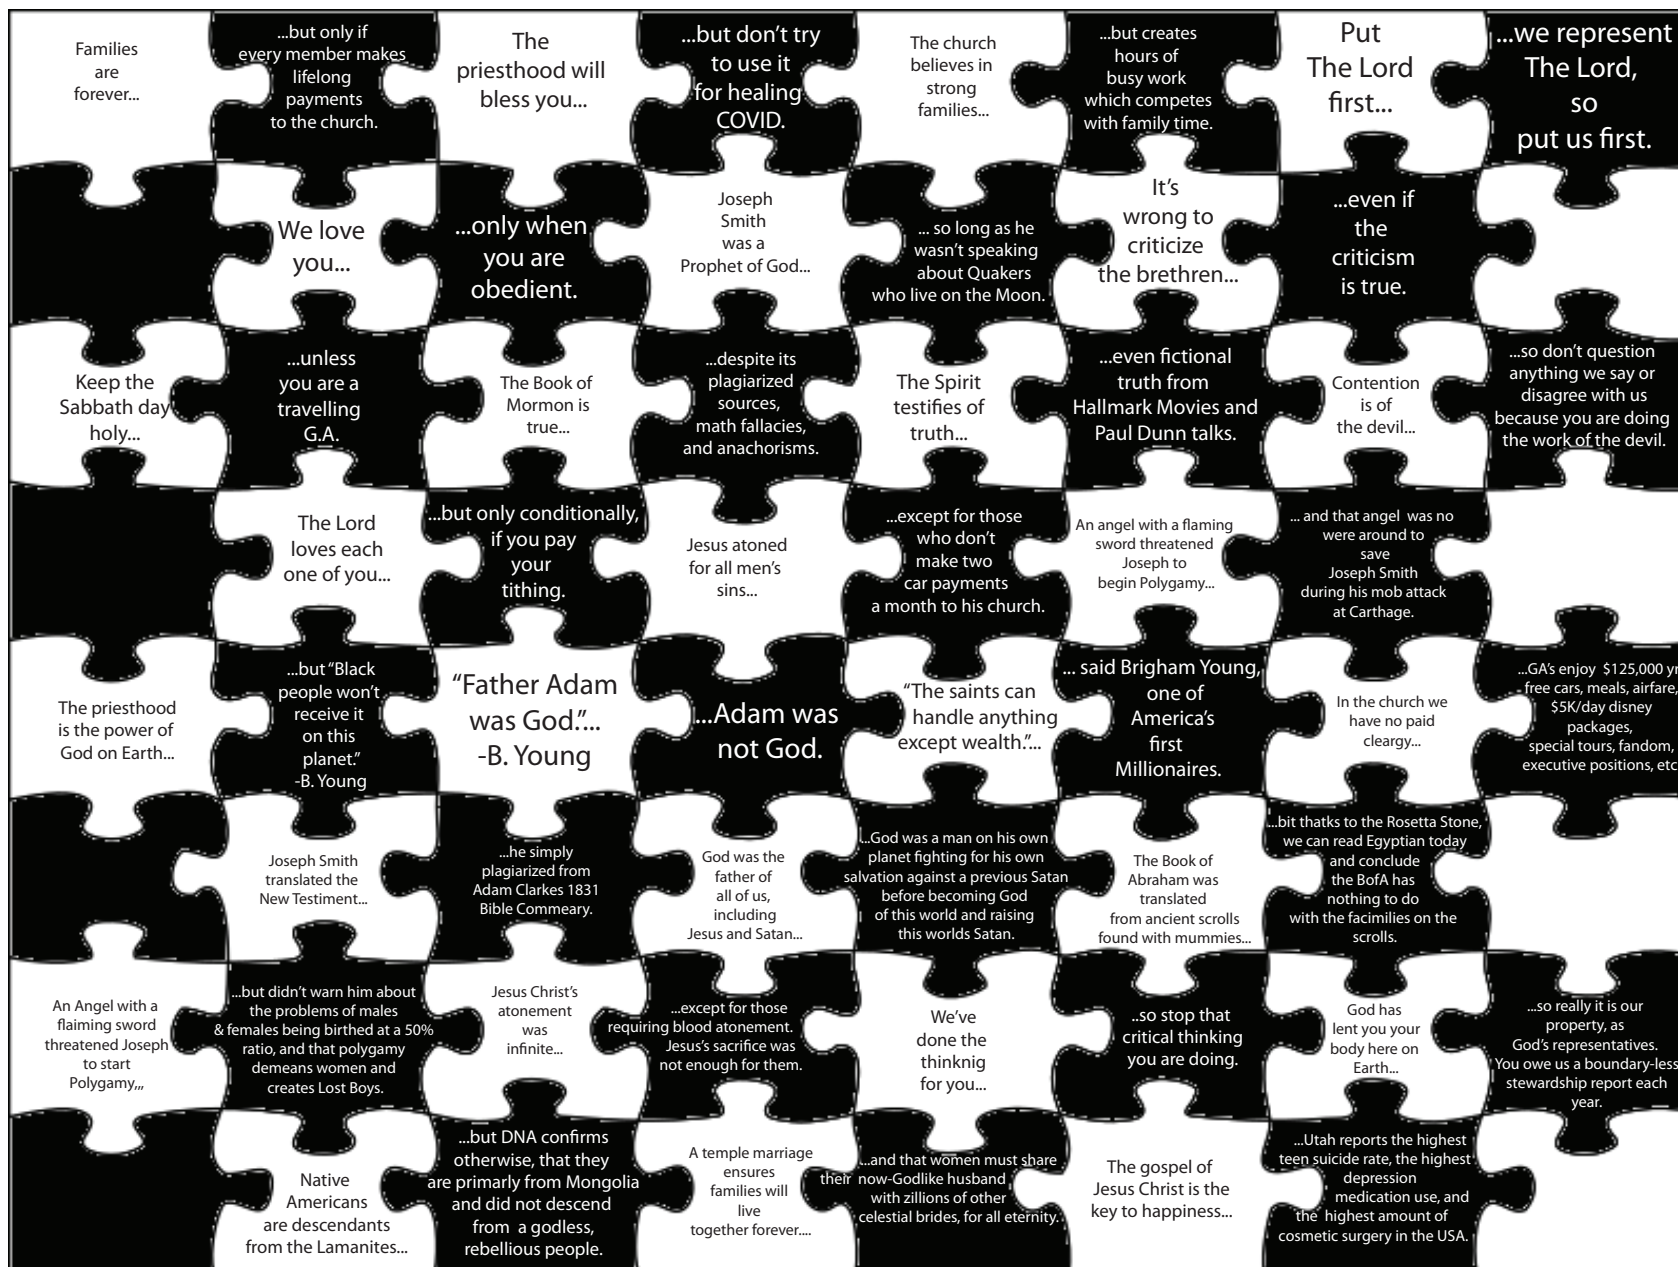 Families
are
forever...
...but only if
every member makes
lifelong
payments
to the church.
The
priesthood will
bless you...
...but don't try
to use it
for healing
COVID.
The church
believes in
strong
families...
...but creates
hours of
busy work
which competes
with family time.
Put
The Lord
first...
...we represent
The Lord,
so
put us first.
We love
you...
...only when
you are
obedient.
Joseph
Smith
was a
Prophet of God...
... so long as he
wasn't speaking
about Quakers
who live on the Moon.
It's
wrong to
criticize
the brethren...
...even if
the
criticism
is true.
Keep the
Sabbath day
holy...
...unless
you are a
travelling
G.A.
The Book of
Mormon is
true...
...despite its
plagiarized
sources,
math fallacies,
and anachorisms.
The Spirit
testifies of
truth...
...even fictional
truth from
Hallmark Movies and
Paul Dunn talks.
Contention
is of
the devil...
...so don't question
anything we say or
disagree with us
because you are doing
the work of the devil.
The Lord
loves each
one of you...
...but only conditionally,
if you pay
your
tithing.
Jesus atoned
for all men's
sins...
...except for those
who don't
make two
car payments
a month to his church.
An angel with a flaming
sword threatened
Joseph to
begin Polygamy...
... and that angel was no
were around to
save
Joseph Smith
during his mob attack
at Carthage.
The priesthood
is the power of
God on Earth...
...but "Black
people won't
receive it
on this
planet."
-B. Young
"Father Adam
was God."...
-B. Young
...Adam was
not God.
"The saints can
handle anything
except wealth."...
... said Brigham Young,
one of
America's
first
Millionaires.
In the church we
have no paid
cleargy...
...GA's enjoy $125,000 yr
free cars, meals, airfare,
$5K/day disney
packages,
special tours, fandom,
executive positions, etc
Joseph Smith
translated the
New Testiment...
...he simply
plagiarized from
Adam Clarkes 1831
Bible Commeary.
God was the
father of
all of us,
including
Jesus and Satan...
...God was a man on his own
planet fighting for his own
salvation against a previous Satan
before becoming God
of this world and raising
this worlds Satan.
The Book of
Abraham was
translated
from ancient scrolls
found with mummies...
...bit thatks to the Rosetta Stone,
we can read Egyptian today
and conclude
the BofA has
nothing to do
with the facimilies on the
scrolls.
An Angel with a
flaiming sword
threatened Joseph
to start
Polygamy,,,
...but didn't warn him about
the problems of males
& females being birthed at a 50%
ratio, and that polygamy
demeans women and
creates Lost Boys.
Jesus Christ's
atonement
was
infinite...
...except for those
requiring blood atonement.
Jesus's sacrifice was
not enough for them.
We've
done the
thinknig
for you...
...so stop that
critical thinking
you are doing.
God has
lent you your
body here on
Earth...
...so really it is our
property, as
God's representatives.
You owe us a boundary-less
stewardship report each
year.
Native
Americans
are descendants
from the Lamanites...
...but DNA confirms
otherwise, that they
are primarly from Mongolia
and did not descend
from a godless,
rebellious people.
A temple marriage
ensures
families will
live
together forever....
...and that women must share
their now-Godlike husband
with zillions of other
celestial brides, for all eternity.
The gospel of
Jesus Christ is the
key to happiness...
...Utah reports the highest
teen suicide rate, the highest
depression
medication use, and
the highest amount of
cosmetic surgery in the USA.